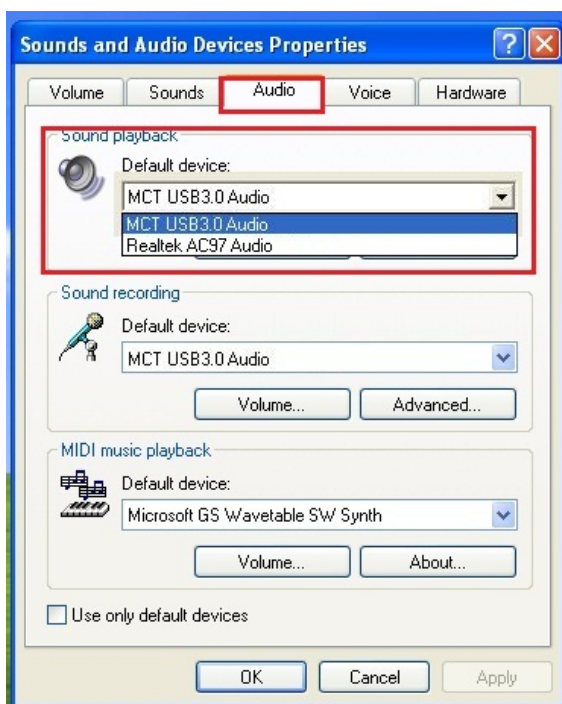 Sounds and Audio Devices Properties
Volume Sounds Audio Voice Hardware
Sound playback
Default device:
MCT USB3.0 Audio
MCT USB3.0 Audio
Realtek AC97 Audio
Sound recording
Default device:
MCT USB3.0 Audio
Volume... Advanced...
MIDI music playback
Default device:
Microsoft GS Wavetable SW Synth
Volume... About...
Use only default devices
OK Cancel Apply